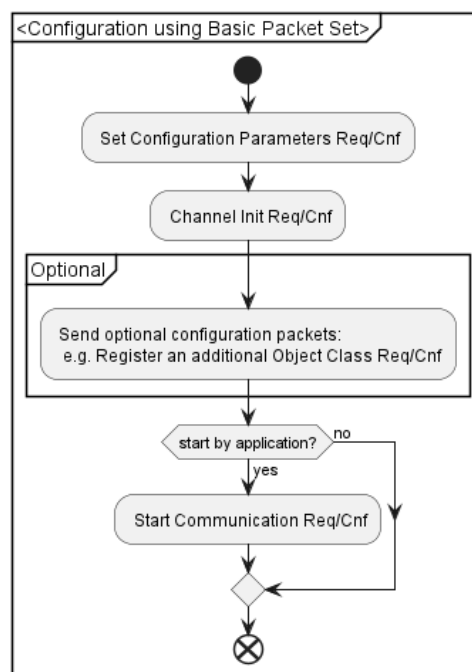 <Configuration using Basic Packet Set>
Set Configuration Parameters Req/Cnf
Channel Init Req/Cnf
Optional
Send optional configuration packets:
e.g. Register an additional Object Class Req/Cnf
start by application?
no
yes
Start Communication Req/Cnf